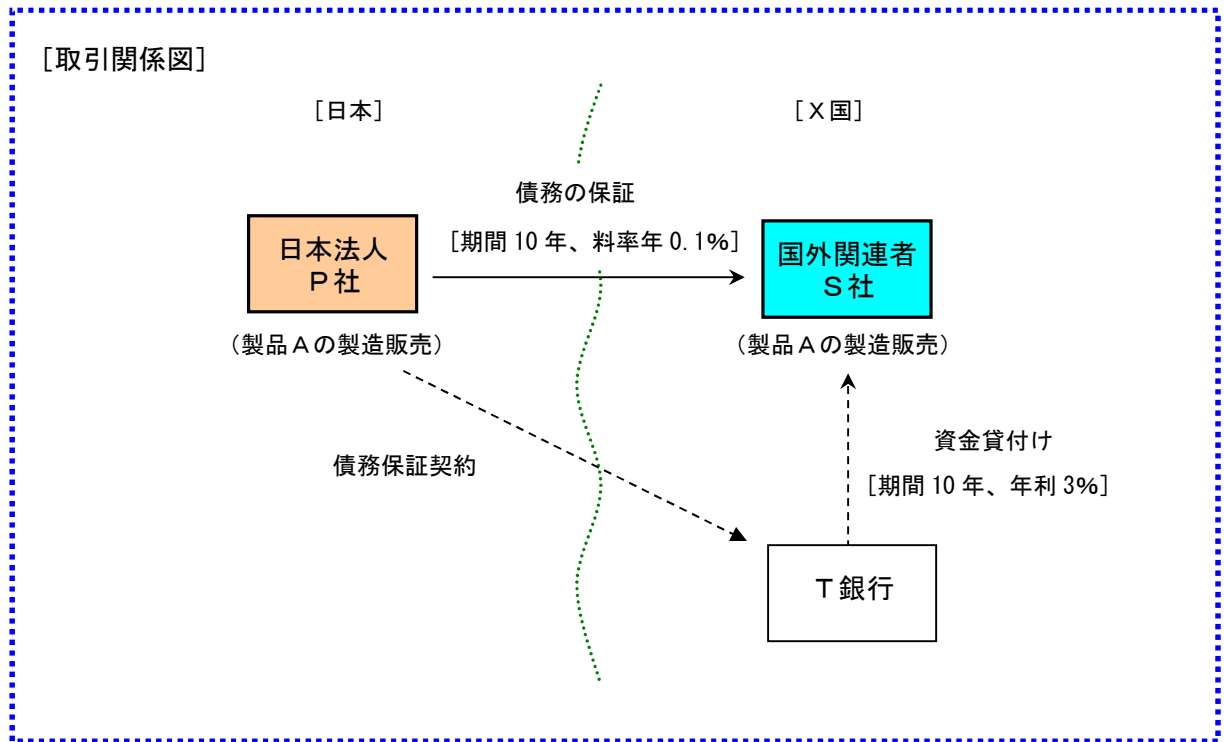 ［取引関係図］
［日本］
［Ｘ国］
債務の保証
［期間 10 年、料率年 0.1％］
日本法人
Ｐ社
国外関連者
Ｓ社
（製品Ａの製造販売）
（製品Ａの製造販売）
債務保証契約
資金貸付け
［期間 10 年、年利 3％］
Ｔ銀行